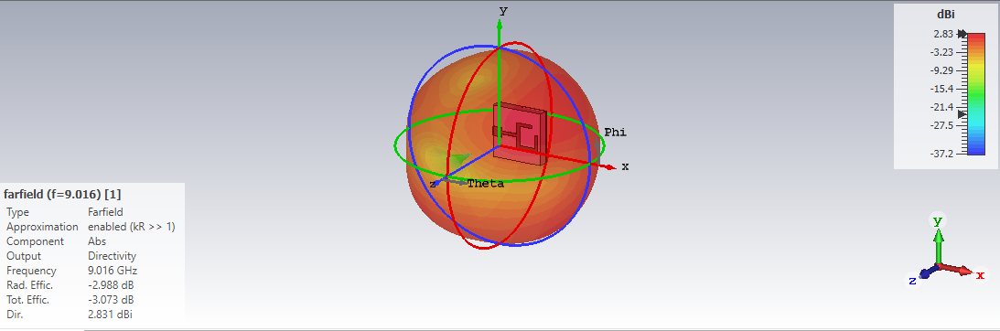 y
Phi
x
z
Theta
dBi
2.83
-3.23
-9.29
-15.4
-21.4
-27.5
-37.2
farfield (f=9.016) [1]
Type Farfield
Approximation enabled (kR >> 1)
Component Abs
Output Directivity
Frequency 9.016 GHz
Rad. Effic. -2.988 dB
Tot. Effic. -3.073 dB
Dir. 2.831 dBi
y
x
z